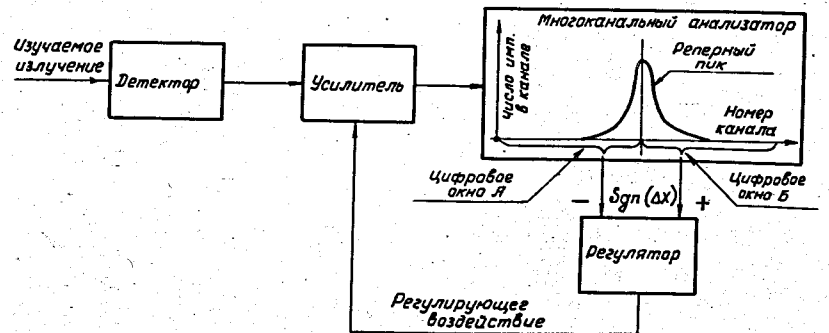 Многоканальный анализатор
Изучаемое
излучение
Детектор
Усилитель
Число имп.
в канале
Реперный
пик
Номер
канала
Цифровое
окно А
Цифровое
окно Б
− Sgn (ΔX) +
Регулятор
Регулирующее
воздействие